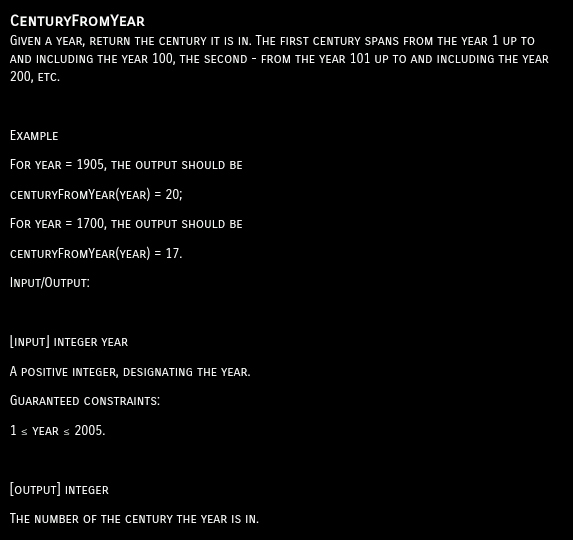 CenturyFromYear
Given a year, return the century it is in. The first century spans from the year 1 up to
and including the year 100, the second - from the year 101 up to and including the year
200, etc.
Example
For year = 1905, the output should be
centuryFromYear(year) = 20;
For year = 1700, the output should be
centuryFromYear(year) = 17.
Input/Output:
[input] integer year
A positive integer, designating the year.
Guaranteed constraints:
1 ≤ year ≤ 2005.
[output] integer
The number of the century the year is in.